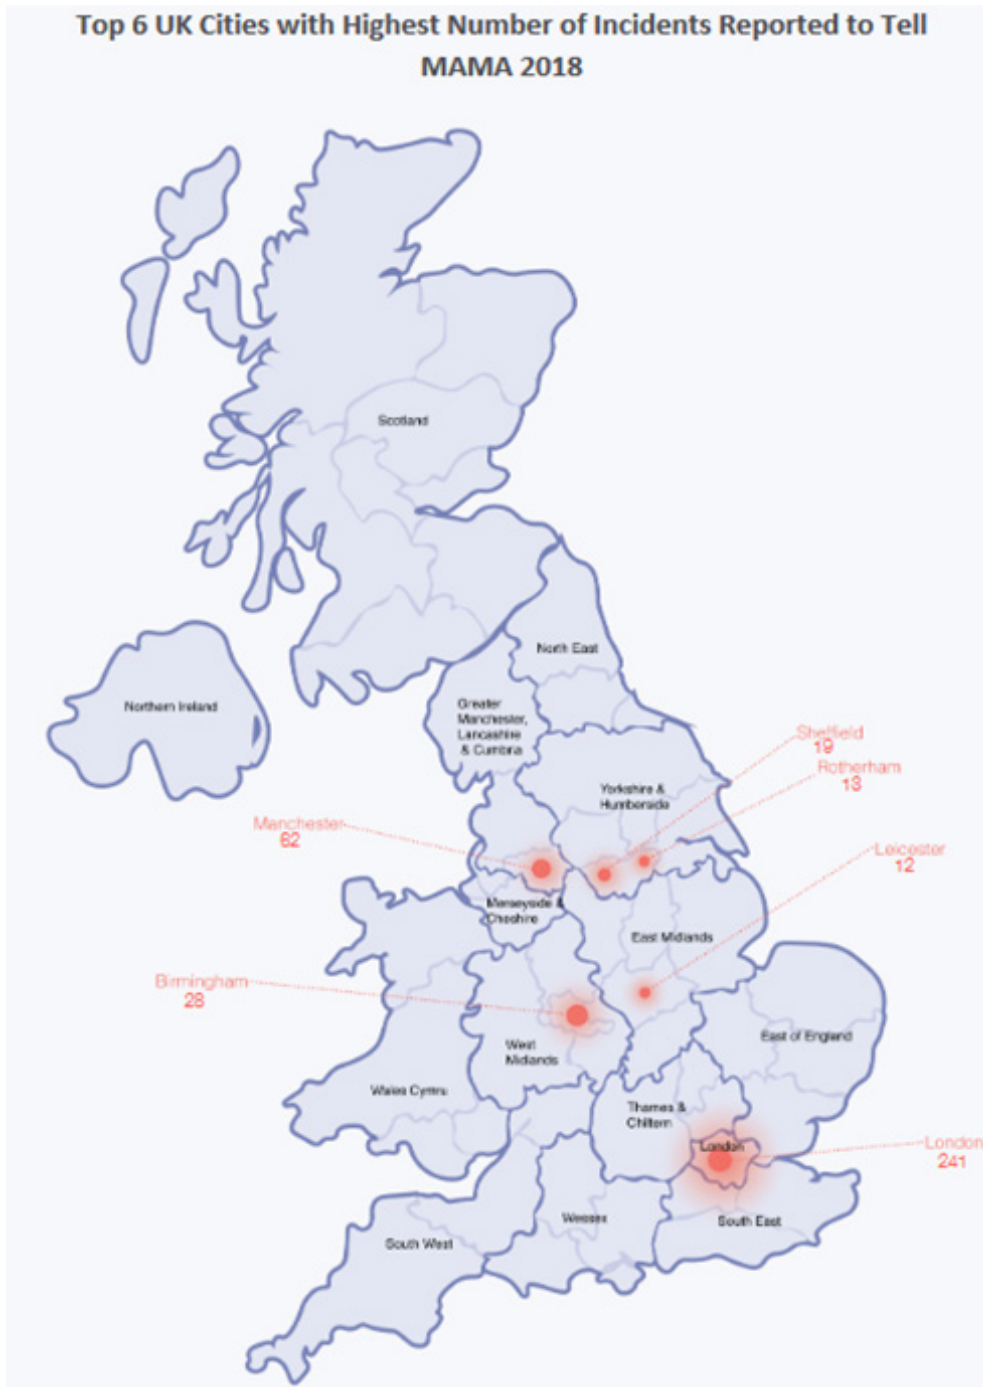 Top 6 UK Cities with Highest Number of Incidents Reported to Tell
MAMA 2018
Scotland
North East
Northern Ireland
Greater
Manchester,
Lancashire
& Cumbria
Sheffield
19
Rotherham
13
Yorkshire &
Humberside
Manchester
62
Leicester
12
Merseyside &
Cheshire
East Midlands
Birmingham
28
West
Midlands
East of England
Wales Cymru
Thames &
Chiltern
London
London
241
Wessex
South East
South West